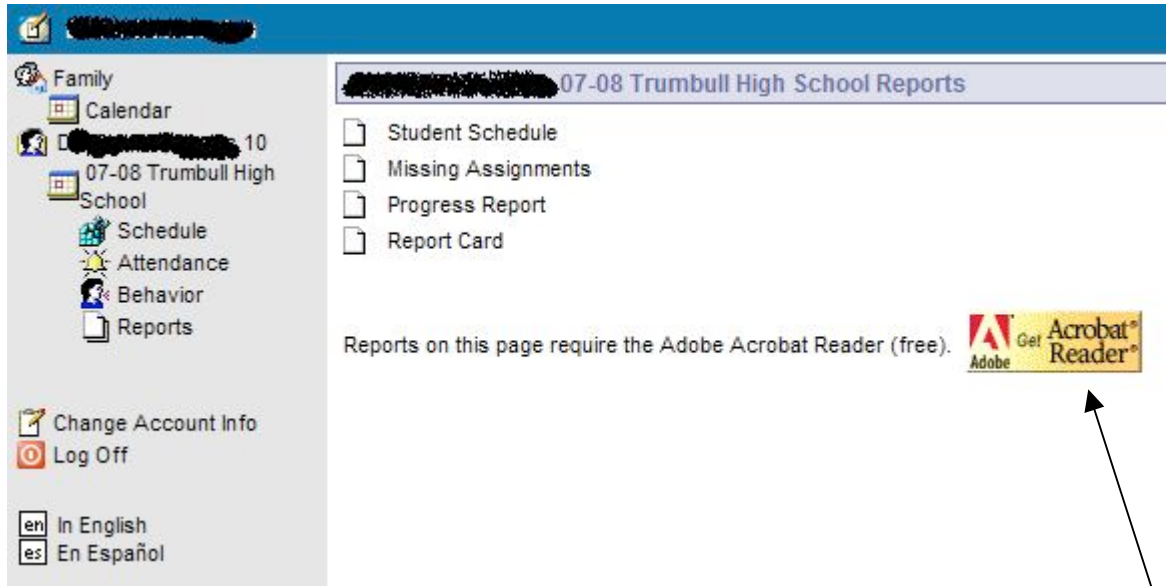 Family
Calendar
10
07-08 Trumbull High
School
Schedule
Attendance
Behavior
Reports
Change Account Info
Log Off
en In English
es En Español
07-08 Trumbull High School Reports
Student Schedule
Missing Assignments
Progress Report
Report Card
Reports on this page require the Adobe Acrobat Reader (free).
Adobe
Get Acrobat®
Reader®